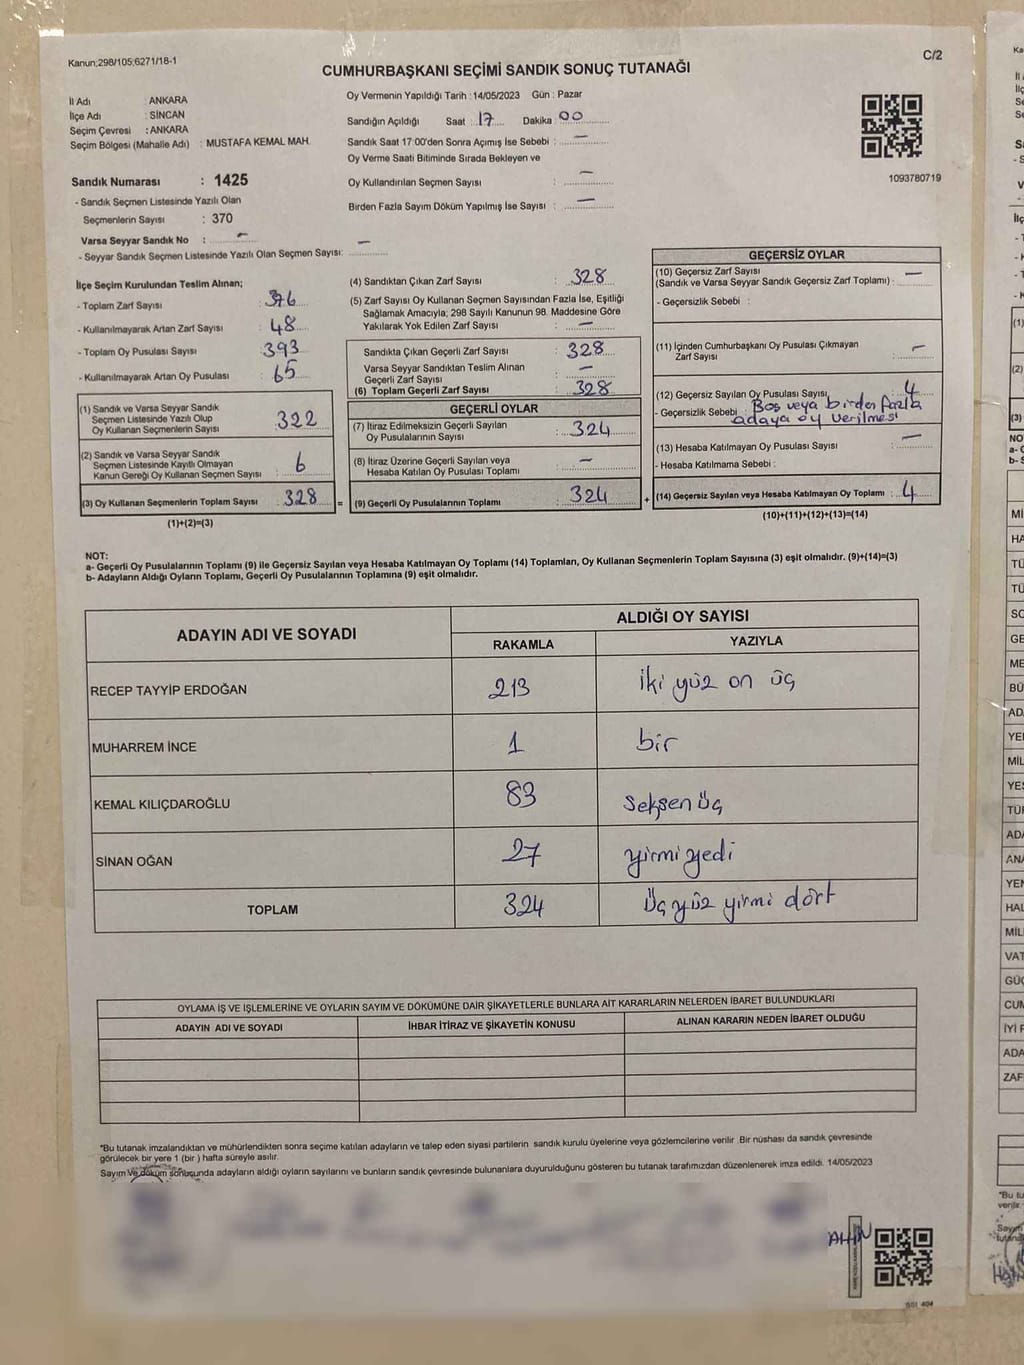 Kanun;298/105;6271/18-1
C/2
CUMHURBAŞKANI SEÇİMİ SANDIK SONUÇ TUTANAĞI
İl Adı : ANKARA
İlçe Adı : SİNCAN
Seçim Çevresi : ANKARA
Seçim Bölgesi (Mahalle Adı) : MUSTAFA KEMAL MAH.
Sandık Numarası : 1425
- Sandık Seçmen Listesinde Yazılı Olan
Seçmenlerin Sayısı : 370
Varsa Seyyar Sandık No : -
- Seyyar Sandık Seçmen Listesinde Yazılı Olan Seçmen Sayısı: -
Oy Vermenin Yapıldığı Tarih : 14/05/2023 Gün : Pazar
Sandığın Açıldığı Saat : 17 Dakika : 00
Sandık Saat 17:00'den Sonra Açımış İse Sebebi : -
Oy Verme Saati Bitiminde Sırada Bekleyen ve
Oy Kullandırılan Seçmen Sayısı : -
Birden Fazla Sayım Döküm Yapılmış İse Sayısı : -
1093780719
İlçe Seçim Kurulundan Teslim Alınan;
- Toplam Zarf Sayısı : 376
- Kullanılmayarak Artan Zarf Sayısı : 48
- Toplam Oy Pusulası Sayısı : 393
- Kullanılmayarak Artan Oy Pusulası : 65
(1) Sandık ve Varsa Seyyar Sandık
Seçmen Listesinde Yazılı Olup
Oy Kullanan Seçmenlerin Sayısı : 322
(2) Sandık ve Varsa Seyyar Sandık
Seçmen Listesinde Kayıtlı Olmayan
Kanun Gereği Oy Kullanan Seçmen Sayısı : 6
(3) Oy Kullanan Seçmenlerin Toplam Sayısı : 328 =
(1)+(2)=(3)
(4) Sandıktan Çıkan Zarf Sayısı : 328
(5) Zarf Sayısı Oy Kullanan Seçmen Sayısından Fazla İse, Eşitliği
Sağlamak Amacıyla; 298 Sayılı Kanunun 98. Maddesine Göre
Yakılarak Yok Edilen Zarf Sayısı : -
Sandıkta Çıkan Geçerli Zarf Sayısı : 328
Varsa Seyyar Sandıktan Teslim Alınan
Geçerli Zarf Sayısı : -
(6) Toplam Geçerli Zarf Sayısı : 328
GEÇERLİ OYLAR
(7) İtiraz Edilmeksizin Geçerli Sayılan
Oy Pusulalarının Sayısı : 324
(8) İtiraz Üzerine Geçerli Sayılan veya
Hesaba Katılan Oy Pusulası Toplamı : -
(9) Geçerli Oy Pusulalarının Toplamı : 324 +
GEÇERSİZ OYLAR
(10) Geçersiz Zarf Sayısı
(Sandık ve Varsa Seyyar Sandık Geçersiz Zarf Toplamı) : -
- Geçersizlik Sebebi :
(11) İçinden Cumhurbaşkanı Oy Pusulası Çıkmayan
Zarf Sayısı : -
(12) Geçersiz Sayılan Oy Pusulası Sayısı : 4
- Geçersizlik Sebebi : Boş veya birden fazla
adaya oy verilmesi
(13) Hesaba Katılmayan Oy Pusulası Sayısı : -
- Hesaba Katılmama Sebebi :
(14) Geçersiz Sayılan veya Hesaba Katılmayan Oy Toplamı : 4
(10)+(11)+(12)+(13)=(14)
NOT:
a- Geçerli Oy Pusulalarının Toplamı (9) ile Geçersiz Sayılan veya Hesaba Katılmayan Oy Toplamı (14) Toplamları, Oy Kullanan Seçmenlerin Toplam Sayısına (3) eşit olmalıdır. (9)+(14)=(3)
b- Adayların Aldığı Oyların Toplamı, Geçerli Oy Pusulalarının Toplamına (9) eşit olmalıdır.
ADAYIN ADI VE SOYADI ALDIĞI OY SAYISI
RAKAMLA YAZIYLA
RECEP TAYYİP ERDOĞAN 213 iki yüz on üç
MUHARREM İNCE 1 bir
KEMAL KILIÇDAROĞLU 83 Seksen üç
SİNAN OĞAN 27 yirmi yedi
TOPLAM 324 Üç yüz yirmi dört
OYLAMA İŞ VE İŞLEMLERİNE VE OYLARIN SAYIM VE DÖKÜMÜNE DAİR ŞİKAYETLERLE BUNLARA AİT KARARLARIN NELERDEN İBARET BULUNDUKLARI
ADAYIN ADI VE SOYADI İHBAR İTİRAZ VE ŞİKAYETİN KONUSU ALINAN KARARIN NEDEN İBARET OLDUĞU
*Bu tutanak imzalandıktan ve mühürlendikten sonra seçime katılan adayların ve talep eden siyasi partilerin sandık kurulu üyelerine veya gözlemcilerine verilir .Bir nüshası da sandık çevresinde
görülecek bir yere 1 (bir ) hafta süreyle asılır.
Sayım ve döküm sonucunda adayların aldığı oyların sayılarını ve bunların sandık çevresinde bulunanlara duyurulduğunu gösteren bu tutanak tarafımızdan düzenlenerek imza edildi. 14/05/2023